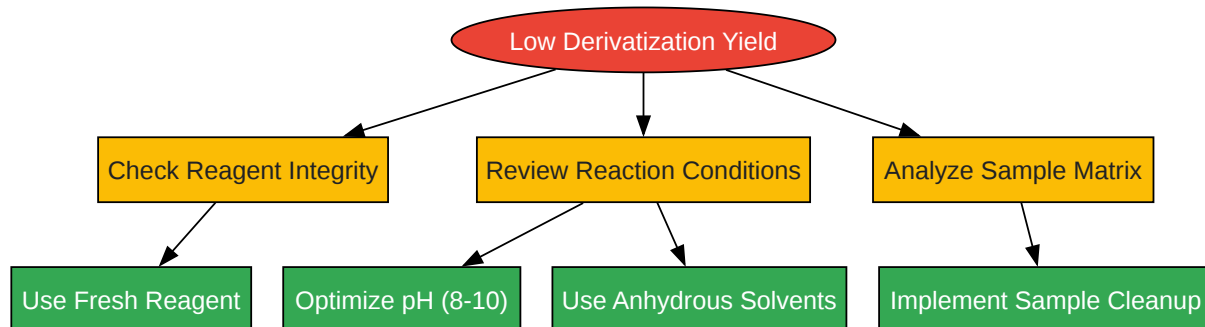 Low Derivatization Yield
Check Reagent Integrity
Review Reaction Conditions
Analyze Sample Matrix
Use Fresh Reagent
Optimize pH (8-10)
Use Anhydrous Solvents
Implement Sample Cleanup